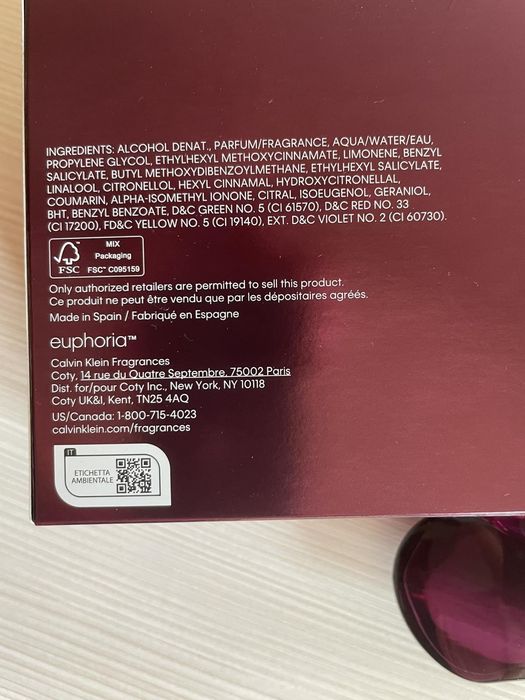 INGREDIENTS: ALCOHOL DENAT., PARFUM/FRAGRANCE, AQUA/WATER/EAU,
PROPYLENE GLYCOL, ETHYLHEXYL METHOXYCINNAMATE, LIMONENE, BENZYL
SALICYLATE, BUTYL METHOXYDIBENZOYLMETHANE, ETHYLHEXYL SALICYLATE,
LINALOOL, CITRONELLOL, HEXYL CINNAMAL, HYDROXYCITRONELLAL,
COUMARIN, ALPHA-ISOMETHYL IONONE, CITRAL, ISOEUGENOL, GERANIOL,
BHT, BENZYL BENZOATE, D&C GREEN NO. 5 (CI 61570), D&C RED NO. 33
(CI 17200), FD&C YELLOW NO. 5 (CI 19140), EXT. D&C VIOLET NO. 2 (CI 60730).
FSC
MIX
Packaging
FSC™ C095159
Only authorized retailers are permitted to sell this product.
Ce produit ne peut être vendu que par les dépositaires agréés.
Made in Spain / Fabriqué en Espagne
euphoria™
Calvin Klein Fragrances
Coty, 14 rue du Quatre Septembre, 75002 Paris
Dist. for/pour Coty Inc., New York, NY 10118
Coty UK&I, Kent, TN25 4AQ
US/Canada: 1-800-715-4023
calvinklein.com/fragrances
IT
ETICHETTA
AMBIENTALE